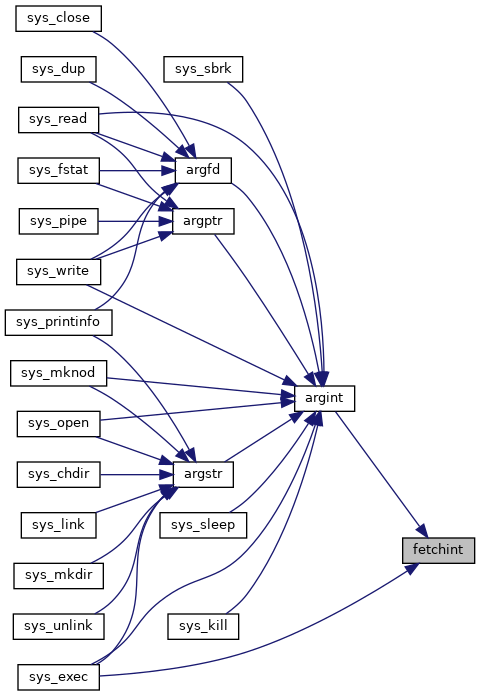 sys_close
sys_dup
sys_sbrk
sys_read
sys_fstat
argfd
sys_pipe
argptr
sys_write
sys_printinfo
sys_mknod
argint
sys_open
sys_chdir
argstr
sys_link
sys_sleep
fetchint
sys_mkdir
sys_unlink
sys_kill
sys_exec